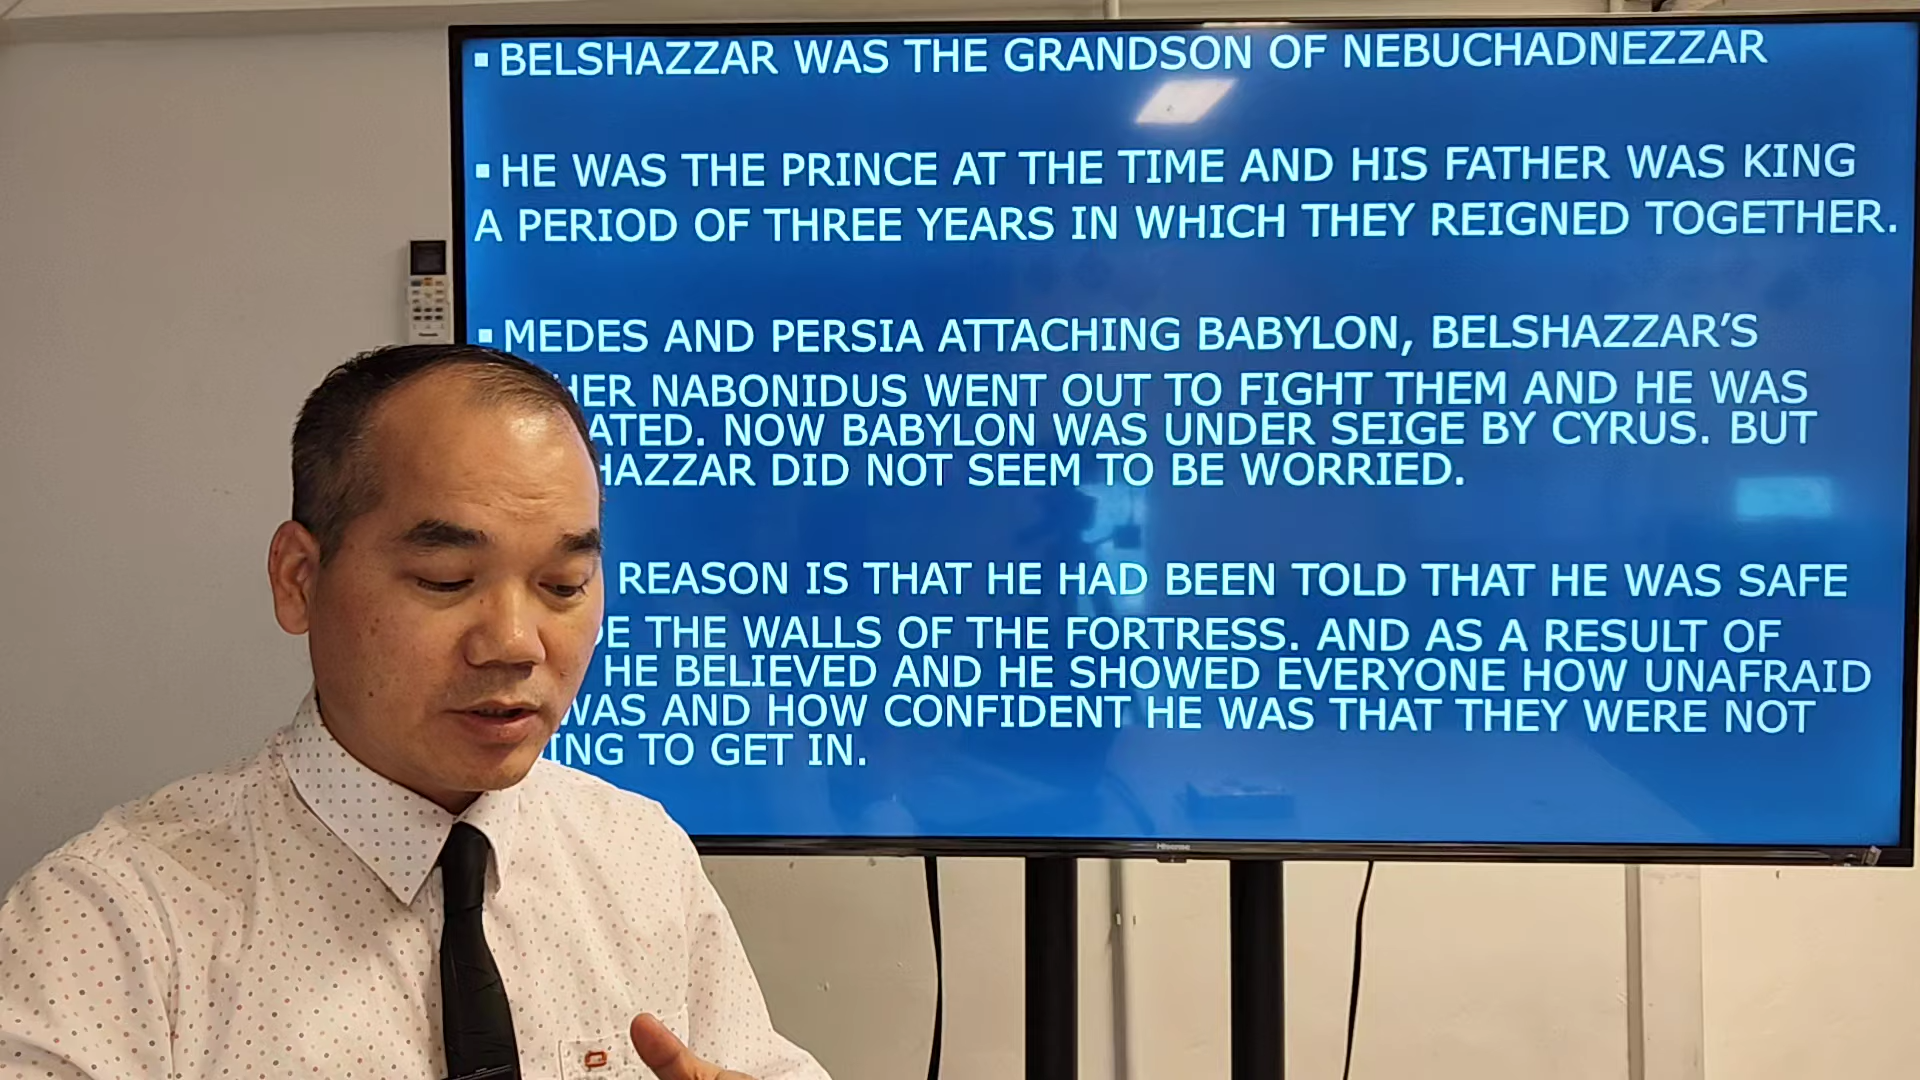 ▪ BELSHAZZAR WAS THE GRANDSON OF NEBUCHADNEZZAR
▪ HE WAS THE PRINCE AT THE TIME AND HIS FATHER WAS KING
A PERIOD OF THREE YEARS IN WHICH THEY REIGNED TOGETHER.
▪ MEDES AND PERSIA ATTACHING BABYLON, BELSHAZZAR'S
NABONIDUS WENT OUT TO FIGHT THEM AND HE WAS
NOW BABYLON WAS UNDER SEIGE BY CYRUS. BUT
DID NOT SEEM TO BE WORRIED.
REASON IS THAT HE HAD BEEN TOLD THAT HE WAS SAFE
THE WALLS OF THE FORTRESS. AND AS A RESULT OF
HE BELIEVED AND HE SHOWED EVERYONE HOW UNAFRAID
WAS AND HOW CONFIDENT HE WAS THAT THEY WERE NOT
TO GET IN.
Hisense